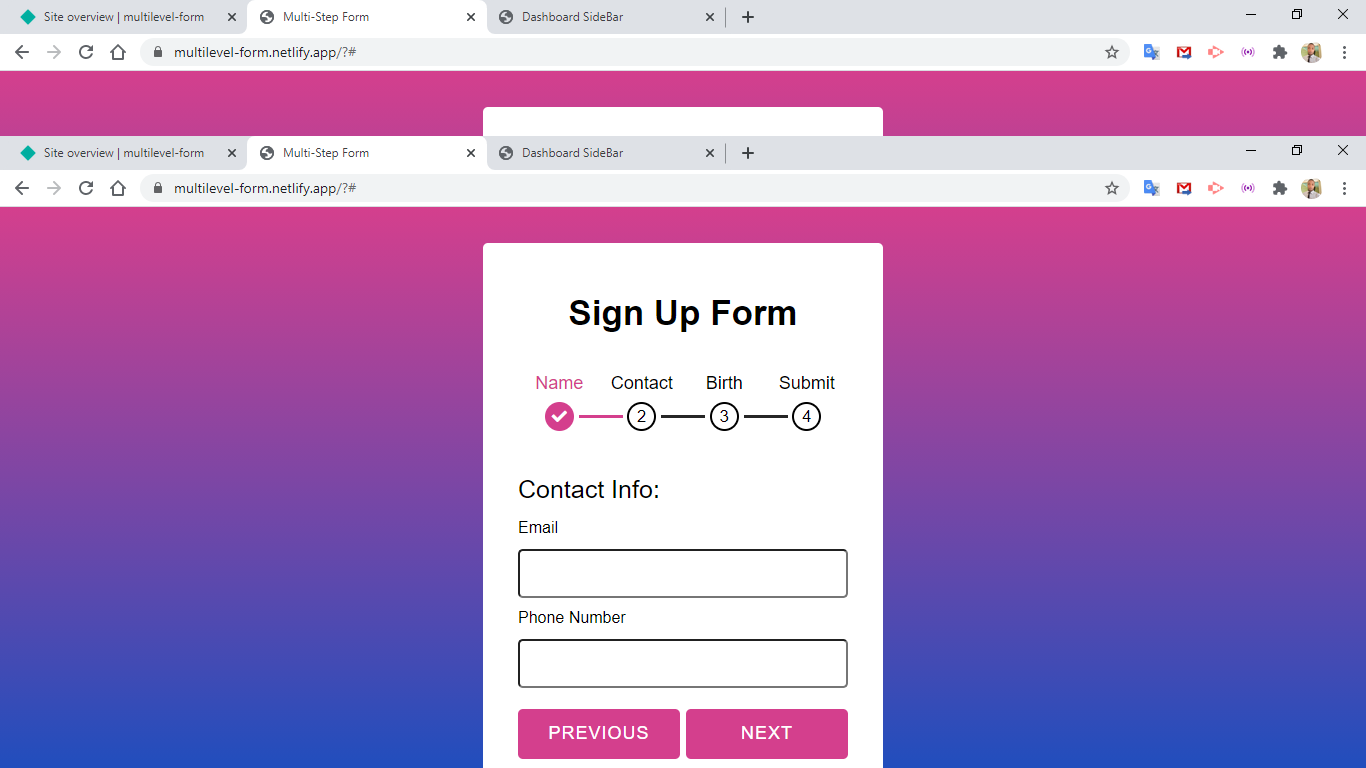 Site overview | multilevel-form
Multi-Step Form
Dashboard SideBar
multilevel-form.netlify.app/?#
Site overview | multilevel-form
Multi-Step Form
Dashboard SideBar
multilevel-form.netlify.app/?#
Sign Up Form
Name Contact Birth Submit
2 3 4
Contact Info:
Email
Phone Number
PREVIOUS NEXT